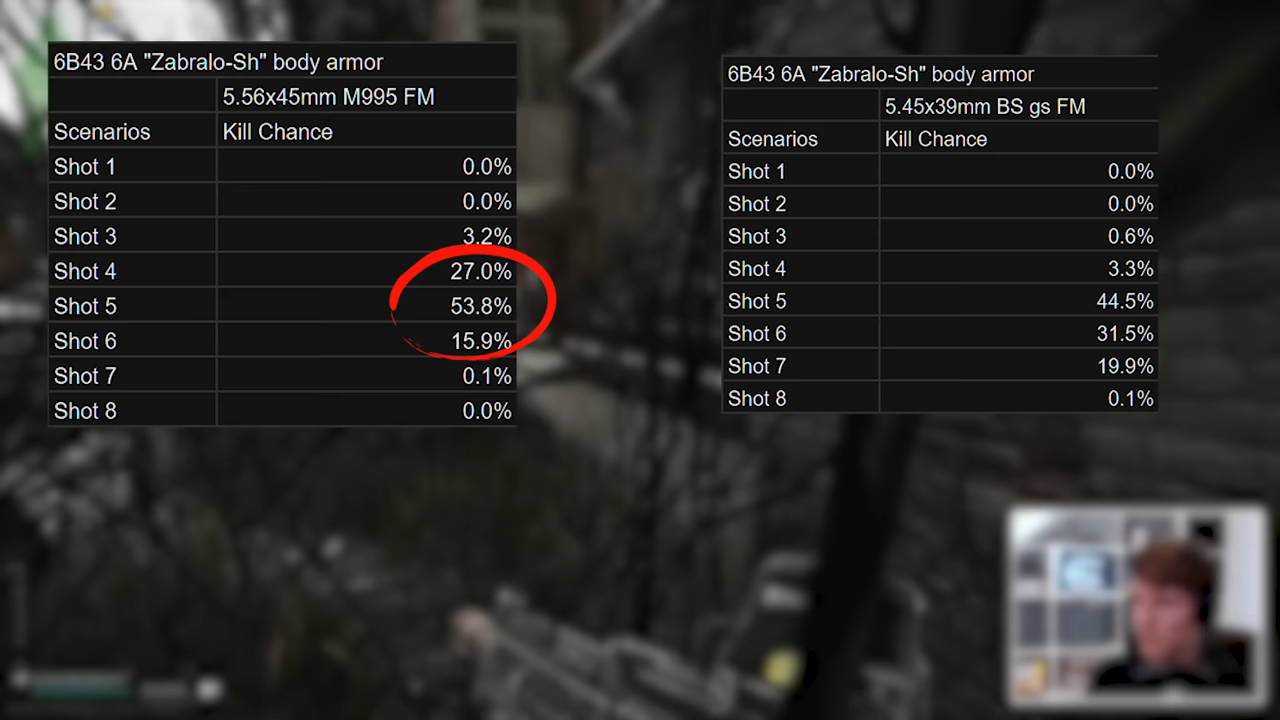 6B43 6A "Zabralo-Sh" body armor
5.56x45mm M995 FM
Scenarios Kill Chance
Shot 1 0.0%
Shot 2 0.0%
Shot 3 3.2%
Shot 4 27.0%
Shot 5 53.8%
Shot 6 15.9%
Shot 7 0.1%
Shot 8 0.0%
6B43 6A "Zabralo-Sh" body armor
5.45x39mm BS gs FM
Scenarios Kill Chance
Shot 1 0.0%
Shot 2 0.0%
Shot 3 0.6%
Shot 4 3.3%
Shot 5 44.5%
Shot 6 31.5%
Shot 7 19.9%
Shot 8 0.1%